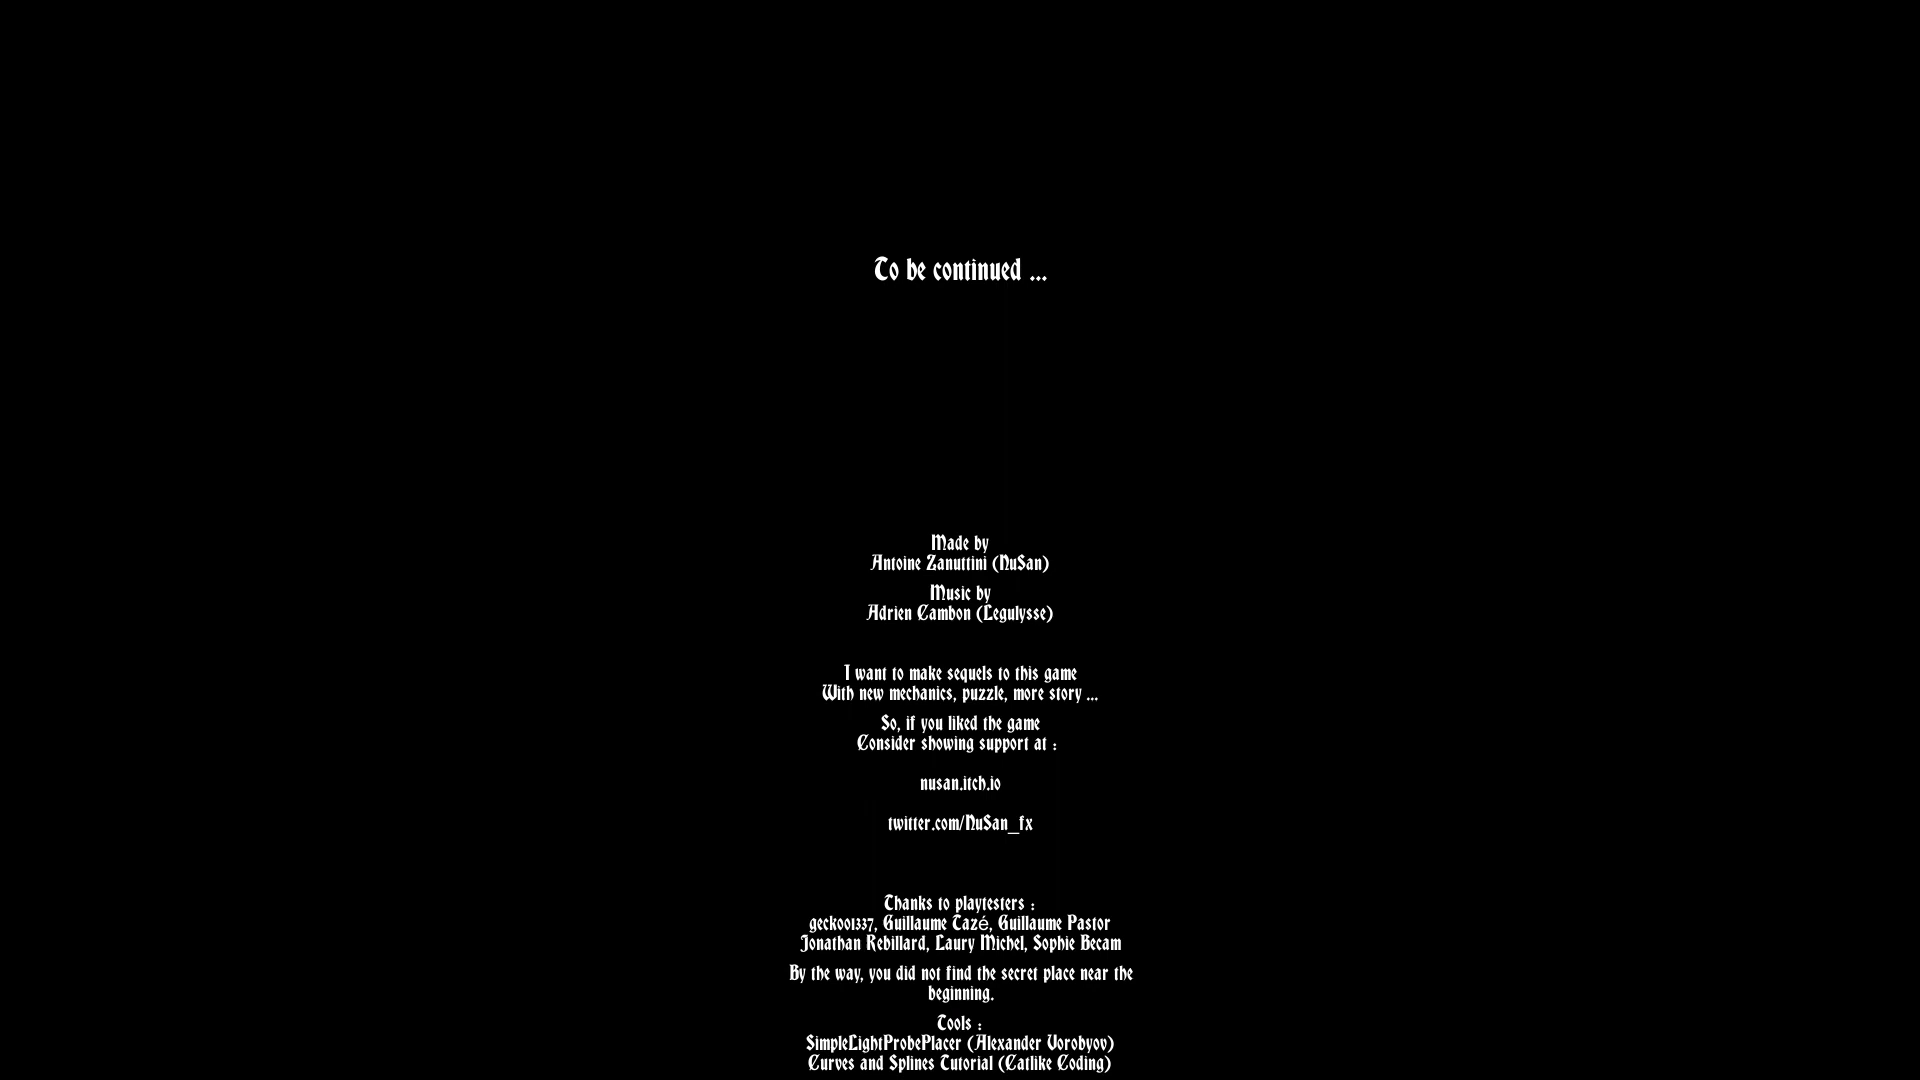 To be continued ...
Made by
Antoine Zanuttini (NuSan)
Music by
Adrien Cambon (Legulysse)
I want to make sequels to this game
With new mechanics, puzzle, more story ...
So, if you liked the game
Consider showing support at :
nusan.itch.io
twitter.com/NuSan_fx
Thanks to playtesters :
gecko01337, Guillaume Tazé, Guillaume Pastor
Jonathan Rebillard, Laury Michel, Sophie Becam
By the way, you did not find the secret place near the
beginning.
Tools :
SimpleLightProbePlacer (Alexander Vorobyov)
Curves and Splines Tutorial (Catlike Coding)